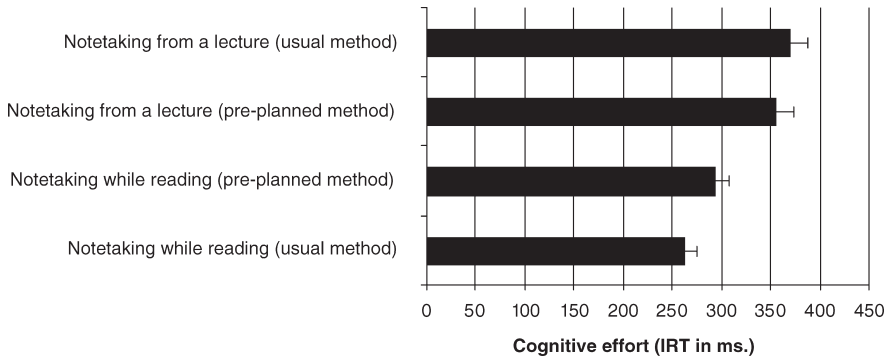 Notetaking from a lecture (usual method)
Notetaking from a lecture (pre-planned method)
Notetaking while reading (pre-planned method)
Notetaking while reading (usual method)
0 50 100 150 200 250 300 350 400 450
Cognitive effort (IRT in ms.)